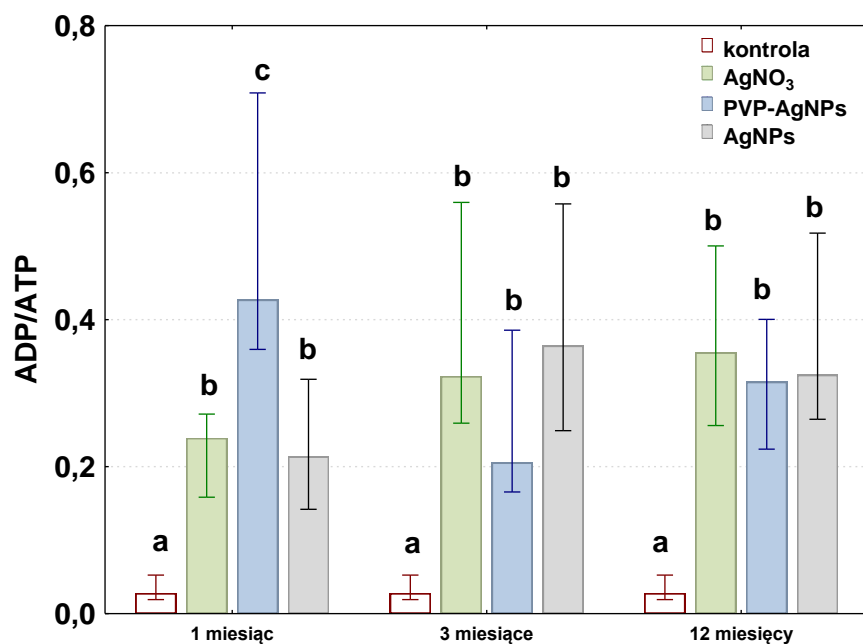 0,8
0,6
0,4
0,2
0,0
ADP/ATP
kontrola
AgNO₃
PVP-AgNPs
AgNPs
a
b
c
b
a
b
b
b
a
b
b
b
1 miesiąc
3 miesiące
12 miesięcy